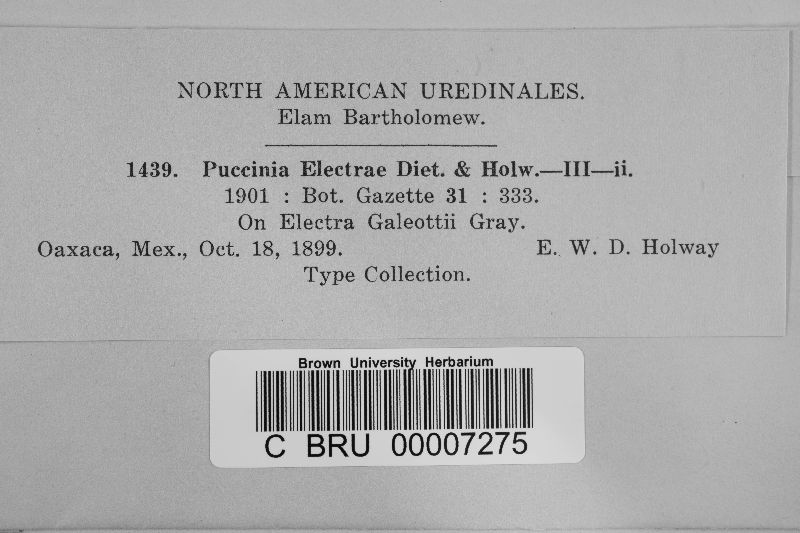 NORTH AMERICAN UREDINALES.
Elam Bartholomew.
1439. Puccinia Electrae Diet. & Holw.—III—ii.
1901 : Bot. Gazette 31 : 333.
On Electra Galeottii Gray.
Oaxaca, Mex., Oct. 18, 1899. E. W. D. Holway
Type Collection.
Brown University Herbarium
C BRU 00007275